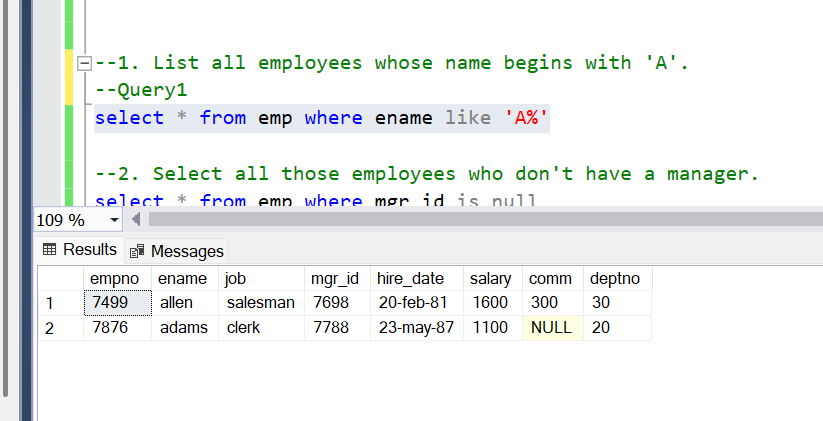 --1. List all employees whose name begins with 'A'.
--Query1
select * from emp where ename like 'A%'
--2. Select all those employees who don't have a manager.
select * from emp where mgr_id is null
109 %
Results Messages
empno ename job mgr_id hire_date salary comm deptno
1 7499 allen salesman 7698 20-feb-81 1600 300 30
2 7876 adams clerk 7788 23-may-87 1100 NULL 20